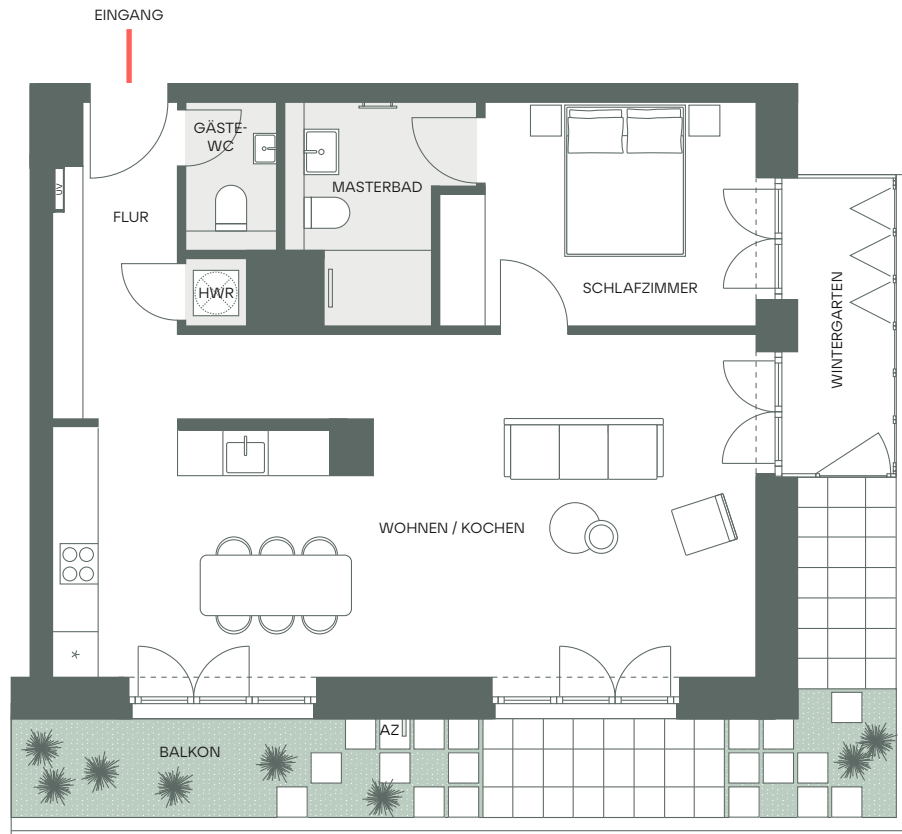 EINGANG
GÄSTE-
WC
MASTERBAD
UV
FLUR
HWR
SCHLAFZIMMER
WINTERGARTEN
WOHNEN / KOCHEN
*
AZ
BALKON